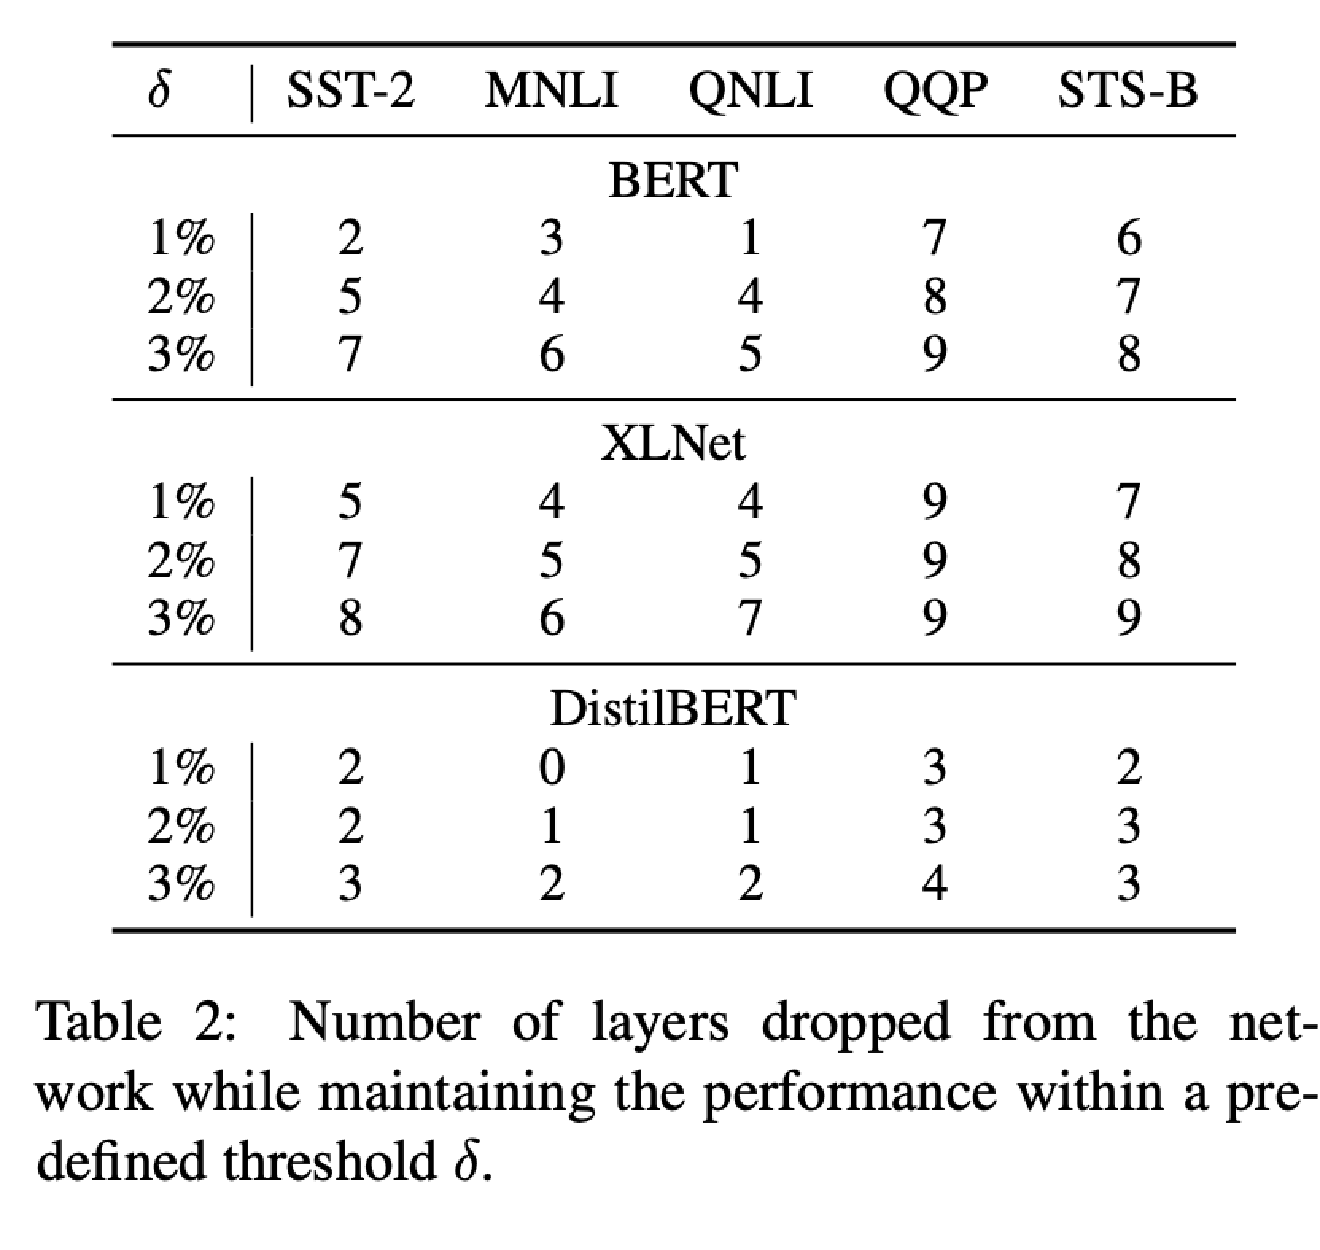 δ SST-2 MNLI QNLI QQP STS-B
BERT
1% 2 3 1 7 6
2% 5 4 4 8 7
3% 7 6 5 9 8
XLNet
1% 5 4 4 9 7
2% 7 5 5 9 8
3% 8 6 7 9 9
DistilBERT
1% 2 0 1 3 2
2% 2 1 1 3 3
3% 3 2 2 4 3
Table 2: Number of layers dropped from the net-
work while maintaining the performance within a pre-
defined threshold δ.